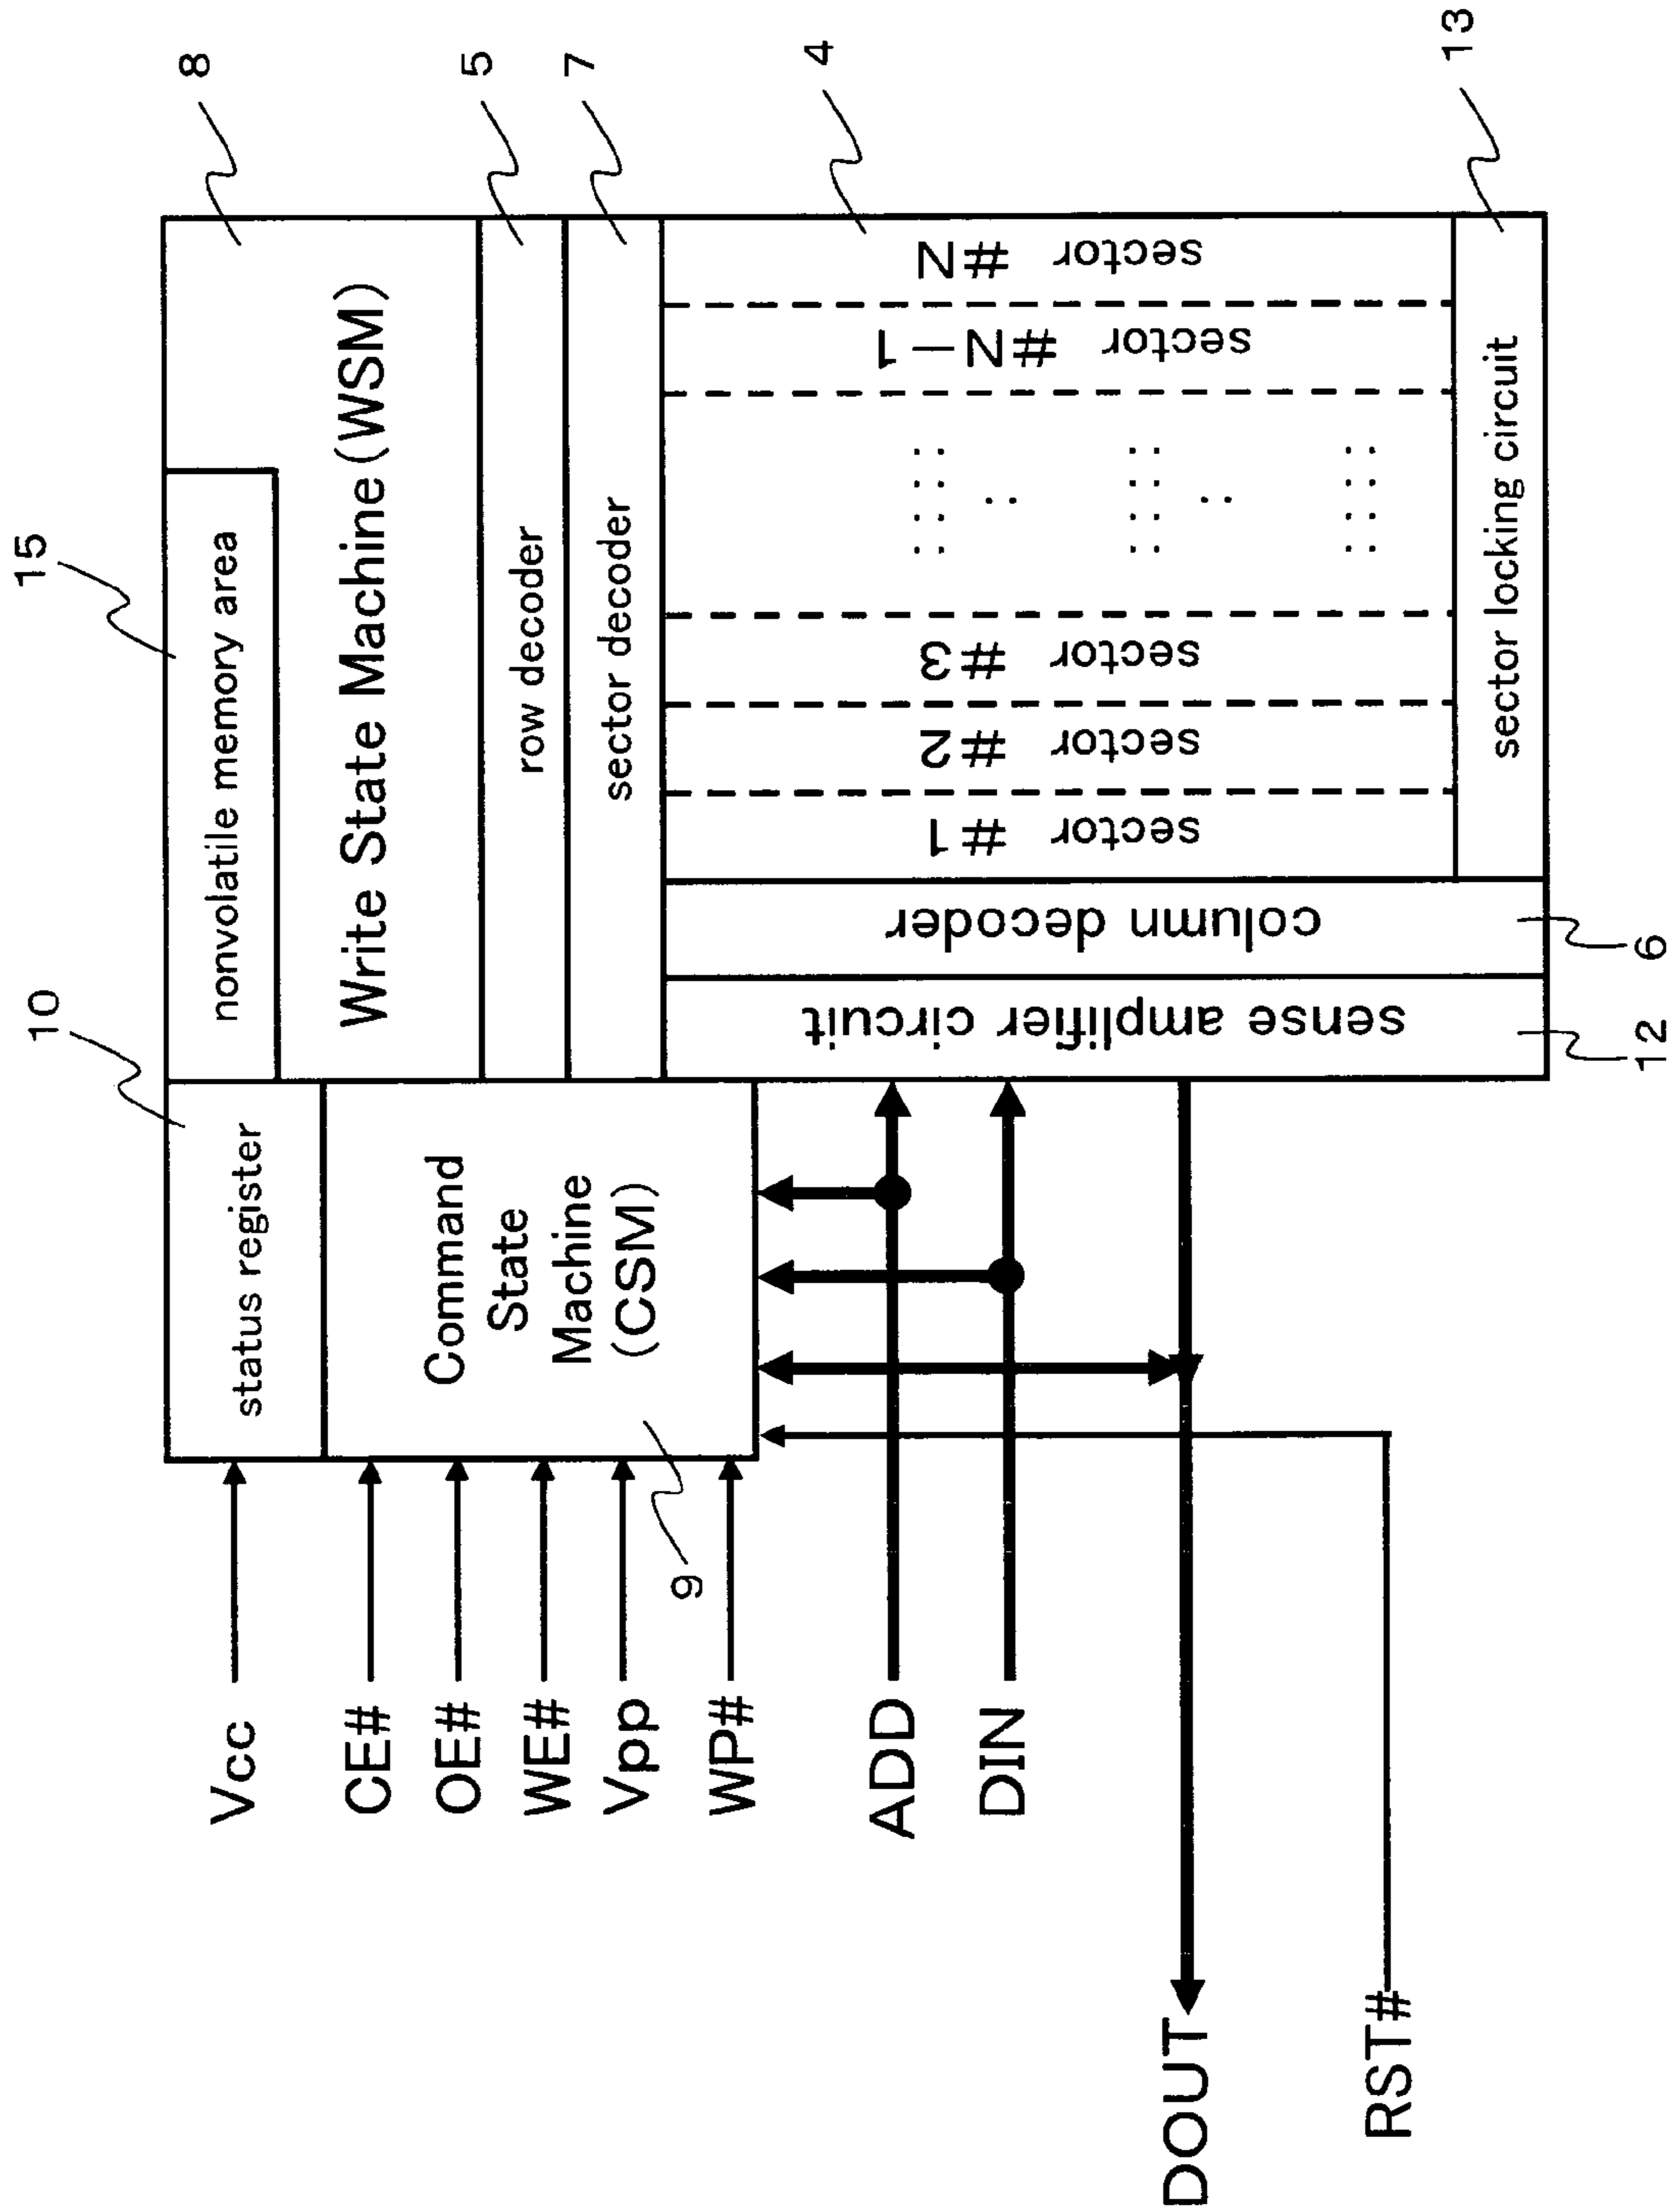 15
8
10
nonvolatile memory area
status register
Write State Machine (WSM)
5
row decoder
7
sector decoder
Vcc
CE#
OE#
WE#
Vpp
WP#
Command
State
Machine
(CSM)
9
4
sector #1
sector #2
sector #3
sector #N-1
sector #N
column decoder
sense amplifier circuit
ADD
DIN
DOUT
RST#
sector locking circuit
13
12
6